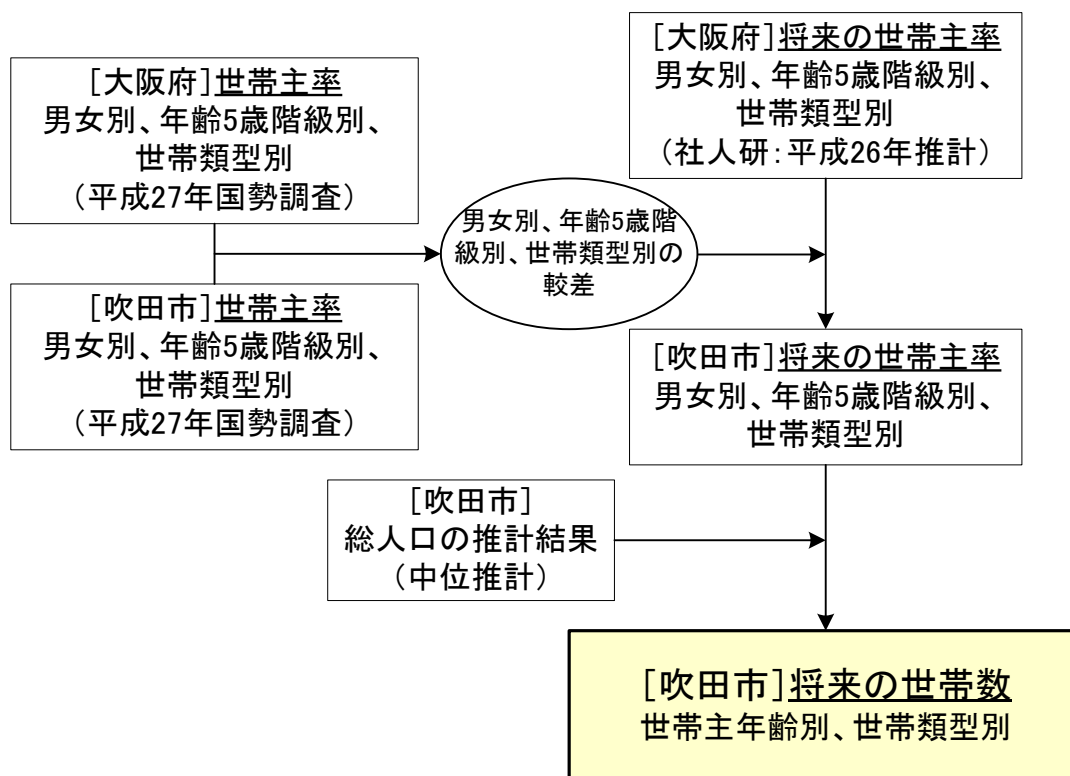 [大阪府]世帯主率
男女別、年齢5歳階級別、
世帯類型別
（平成27年国勢調査）
[大阪府]将来の世帯主率
男女別、年齢5歳階級別、
世帯類型別
（社人研：平成26年推計）
男女別、年齢5歳階
級別、世帯類型別の
較差
[吹田市]世帯主率
男女別、年齢5歳階級別、
世帯類型別
（平成27年国勢調査）
[吹田市]将来の世帯主率
男女別、年齢5歳階級別、
世帯類型別
[吹田市]
総人口の推計結果
（中位推計）
[吹田市]将来の世帯数
世帯主年齢別、世帯類型別